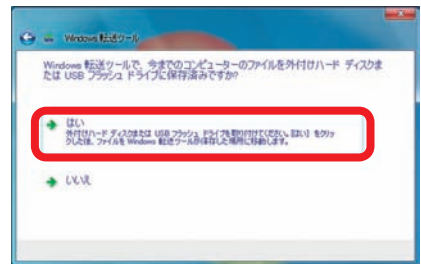 Windows 転送ツール
Windows 転送ツールで、今までのコンピューターのファイルを外付けハード ディスクま
たは USB フラッシュ ドライブに保存済みですか?
はい
外付けハード ディスクまたは USB フラッシュ ドライブを取り付けてください。[はい] をクリッ
クした後、ファイルを Windows 転送ツールが保存した場所に移動します。
いいえ